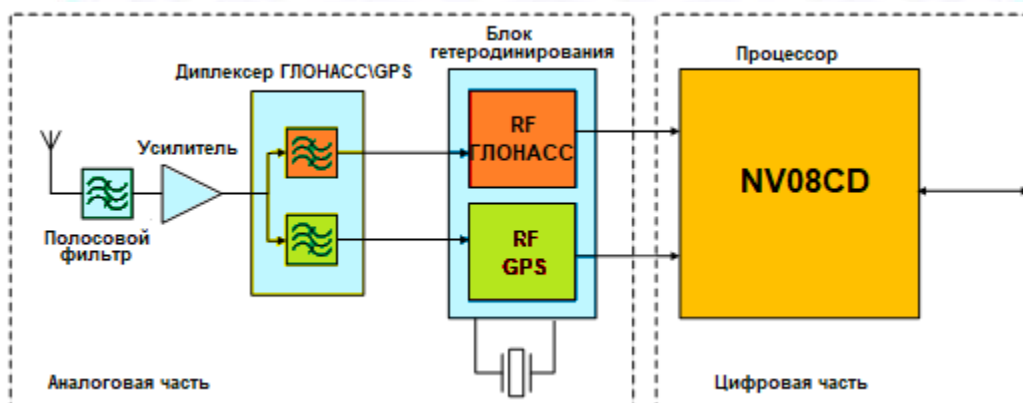 Блок
гетеродинирования
Процессор
Диплексер ГЛОНАСС\GPS
RF
ГЛОНАСС
Усилитель
NV08CD
Полосовой
фильтр
RF
GPS
Аналоговая часть
Цифровая часть